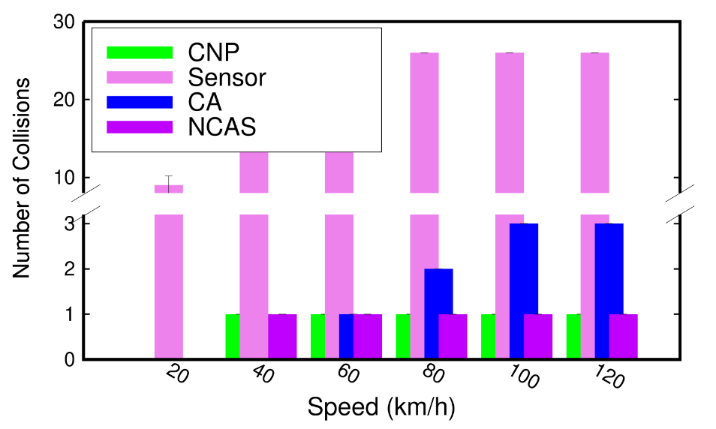 30
20
10
3
2
1
0
Number of Collisions
CNP
Sensor
CA
NCAS
20 40 60 80 100 120
Speed (km/h)